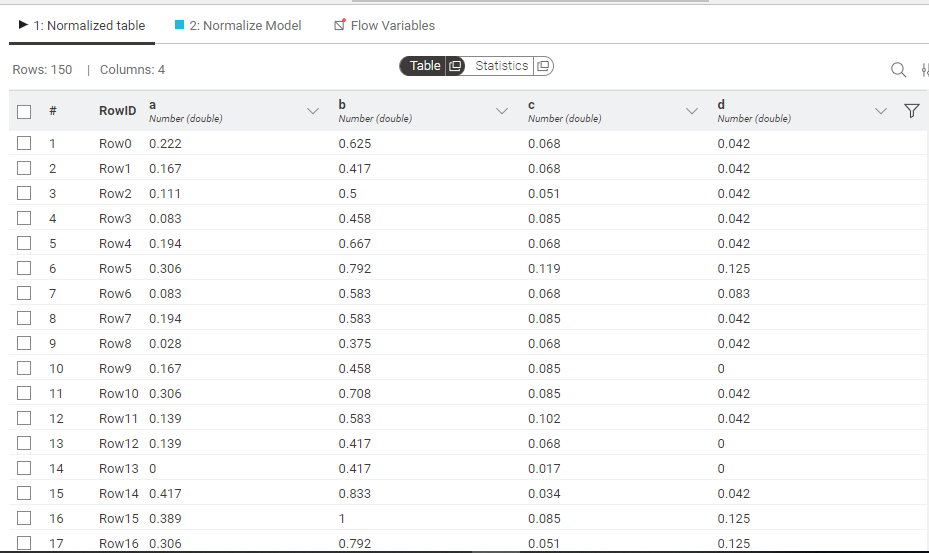 1: Normalized table 2: Normalize Model Flow Variables
Rows: 150 | Columns: 4 Table Statistics
# RowID a b c d
Number (double) Number (double) Number (double) Number (double)
1 Row0 0.222 0.625 0.068 0.042
2 Row1 0.167 0.417 0.068 0.042
3 Row2 0.111 0.5 0.051 0.042
4 Row3 0.083 0.458 0.085 0.042
5 Row4 0.194 0.667 0.068 0.042
6 Row5 0.306 0.792 0.119 0.125
7 Row6 0.083 0.583 0.068 0.083
8 Row7 0.194 0.583 0.085 0.042
9 Row8 0.028 0.375 0.068 0.042
10 Row9 0.167 0.458 0.085 0
11 Row10 0.306 0.708 0.085 0.042
12 Row11 0.139 0.583 0.102 0.042
13 Row12 0.139 0.417 0.068 0
14 Row13 0 0.417 0.017 0
15 Row14 0.417 0.833 0.034 0.042
16 Row15 0.389 1 0.085 0.125
17 Row16 0.306 0.792 0.051 0.125